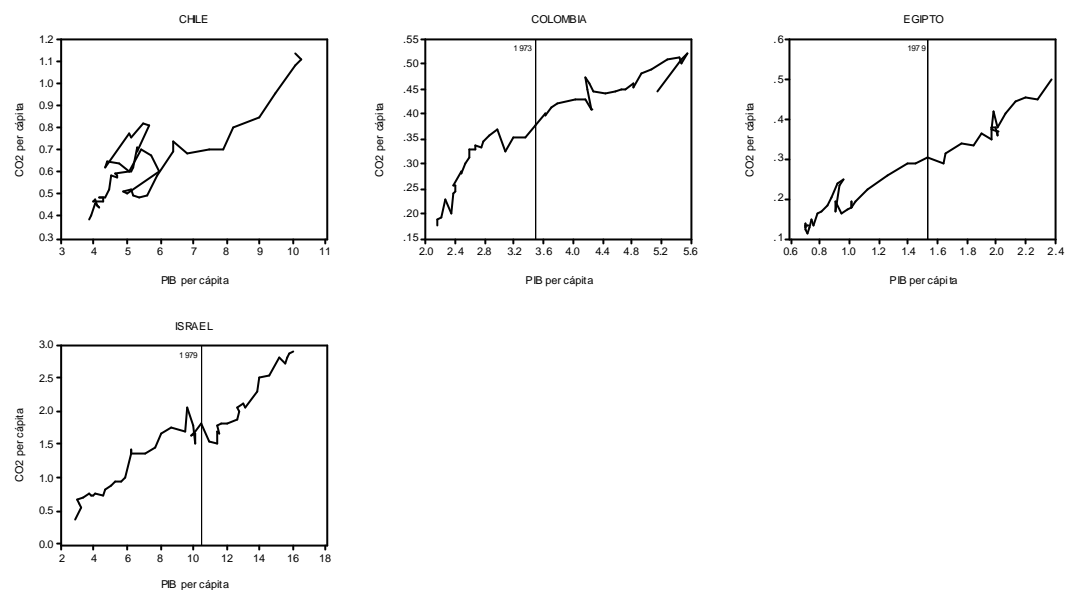 CHILE
1.2
1.1
1.0
0.9
0.8
0.7
0.6
0.5
0.4
0.3
CO2 per cápita
3 4 5 6 7 8 9 10 11
PIB per cápita
COLOMBIA
1973
.55
.50
.45
.40
.35
.30
.25
.20
.15
CO2 per cápita
2.0 2.4 2.8 3.2 3.6 4.0 4.4 4.8 5.2 5.6
PIB per cápita
EGIPTO
1979
.6
.5
.4
.3
.2
.1
CO2 per cápita
0.6 0.8 1.0 1.2 1.4 1.6 1.8 2.0 2.2 2.4
PIB per cápita
ISRAEL
1979
3.0
2.5
2.0
1.5
1.0
0.5
0.0
CO2 per cápita
2 4 6 8 10 12 14 16 18
PIB per cápita